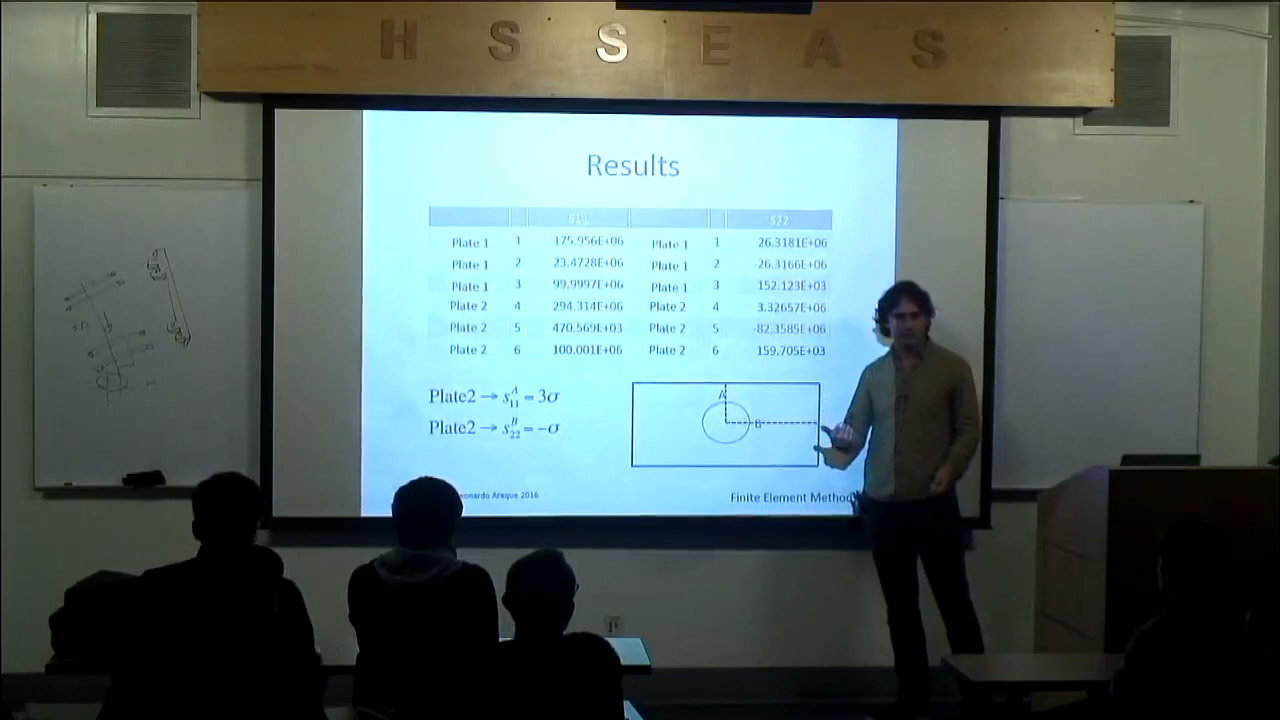 H S S E A S
Results
S11 S22
Plate 1 1 175.956E+06 Plate 1 1 26.3181E+06
Plate 1 2 23.4728E+06 Plate 1 2 -26.3166E+06
Plate 1 3 99.9997E+06 Plate 1 3 152.123E+03
Plate 2 4 294.314E+06 Plate 2 4 3.32657E+06
Plate 2 5 470.569E+03 Plate 2 5 -82.3585E+06
Plate 2 6 100.001E+06 Plate 2 6 159.705E+03
Plate2 → s₁₁ᴬ = 3σ
Plate2 → s₂₂ᴮ = -σ
A
B
eonardo Araque 2016
Finite Element Method